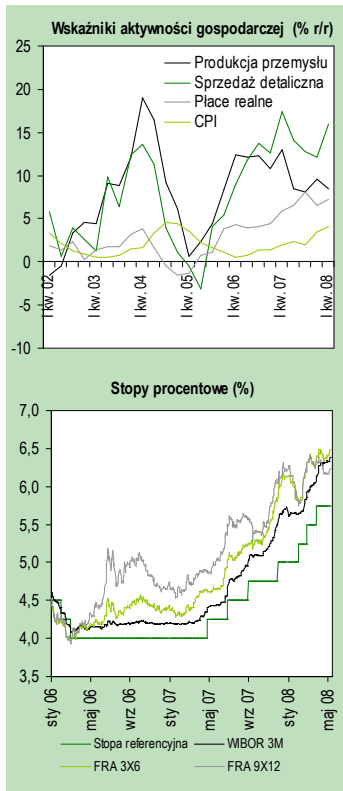 Wskaźniki aktywności gospodarczej (% r/r)
25
20
15
10
5
0
-5
-10
Produkcja przemysłu
Sprzedaż detaliczna
Płace realne
CPI
I kw. 02
I kw. 03
I kw. 04
I kw. 05
I kw. 06
I kw. 07
I kw. 08
Stopy procentowe (%)
7,0
6,5
6,0
5,5
5,0
4,5
4,0
3,5
sty 06
maj 06
wrz 06
sty 07
maj 07
wrz 07
sty 08
maj 08
Stopa referencyjna
WIBOR 3M
FRA 3X6
FRA 9X12